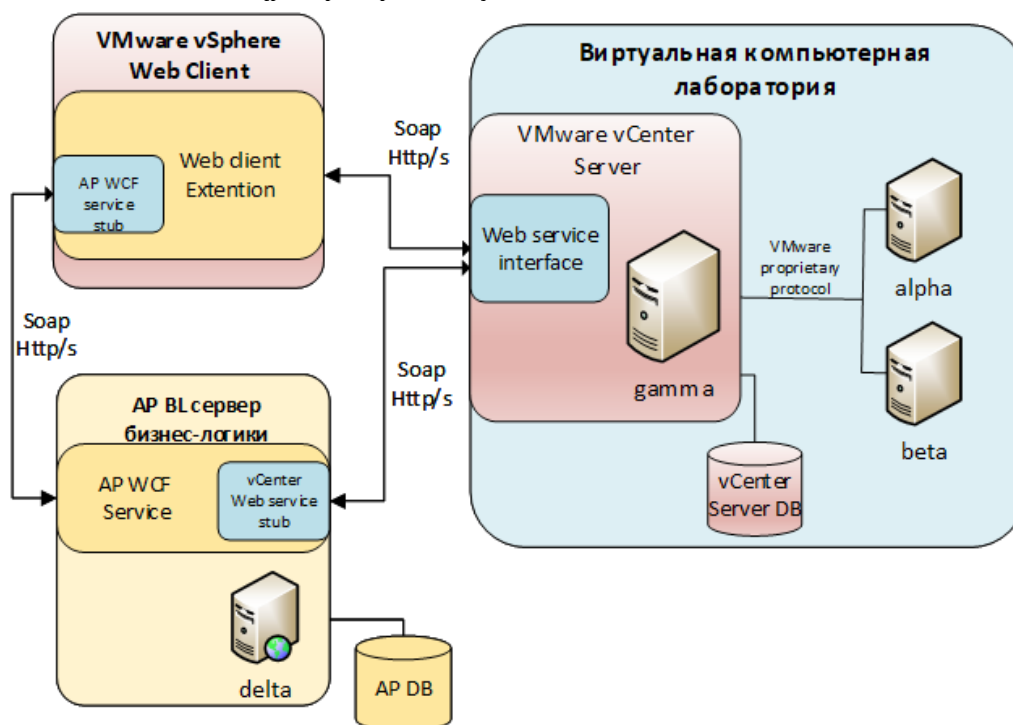 VMware vSphere
Web Client
Web client
Extention
AP WCF
service
stub
Soap
Http/s
Виртуальная компьютерная
лаборатория
VMware vCenter
Server
Web service
interface
gamma
VMware
proprietary
protocol
alpha
beta
vCenter
Server DB
Soap
Http/s
Soap
Http/s
AP BL сервер
бизнес-логики
AP WCF
Service
vCenter
Web service
stub
delta
AP DB